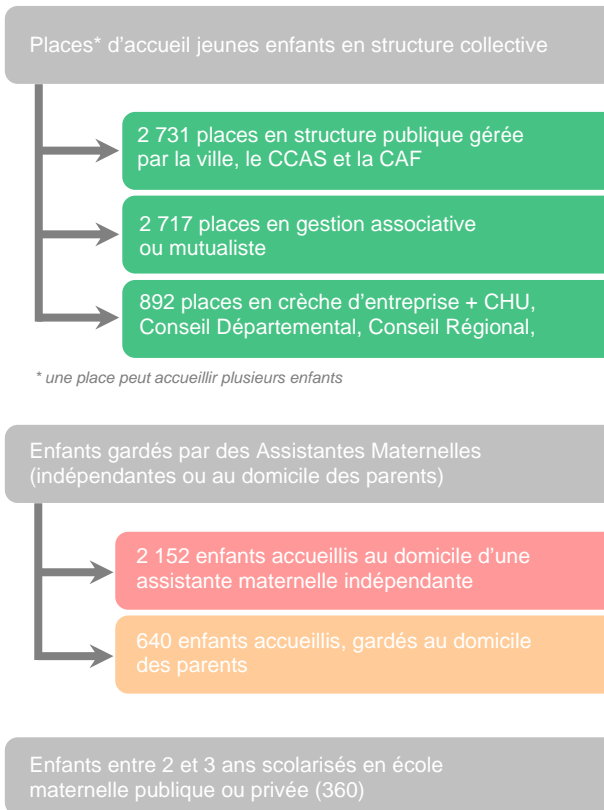 Places* d'accueil jeunes enfants en structure collective
2 731 places en structure publique gérée
par la ville, le CCAS et la CAF
2 717 places en gestion associative
ou mutualiste
892 places en crèche d'entreprise + CHU,
Conseil Départemental, Conseil Régional,
* une place peut accueillir plusieurs enfants
Enfants gardés par des Assistantes Maternelles
(indépendantes ou au domicile des parents)
2 152 enfants accueillis au domicile d'une
assistante maternelle indépendante
640 enfants accueillis, gardés au domicile
des parents
Enfants entre 2 et 3 ans scolarisés en école
maternelle publique ou privée (360)